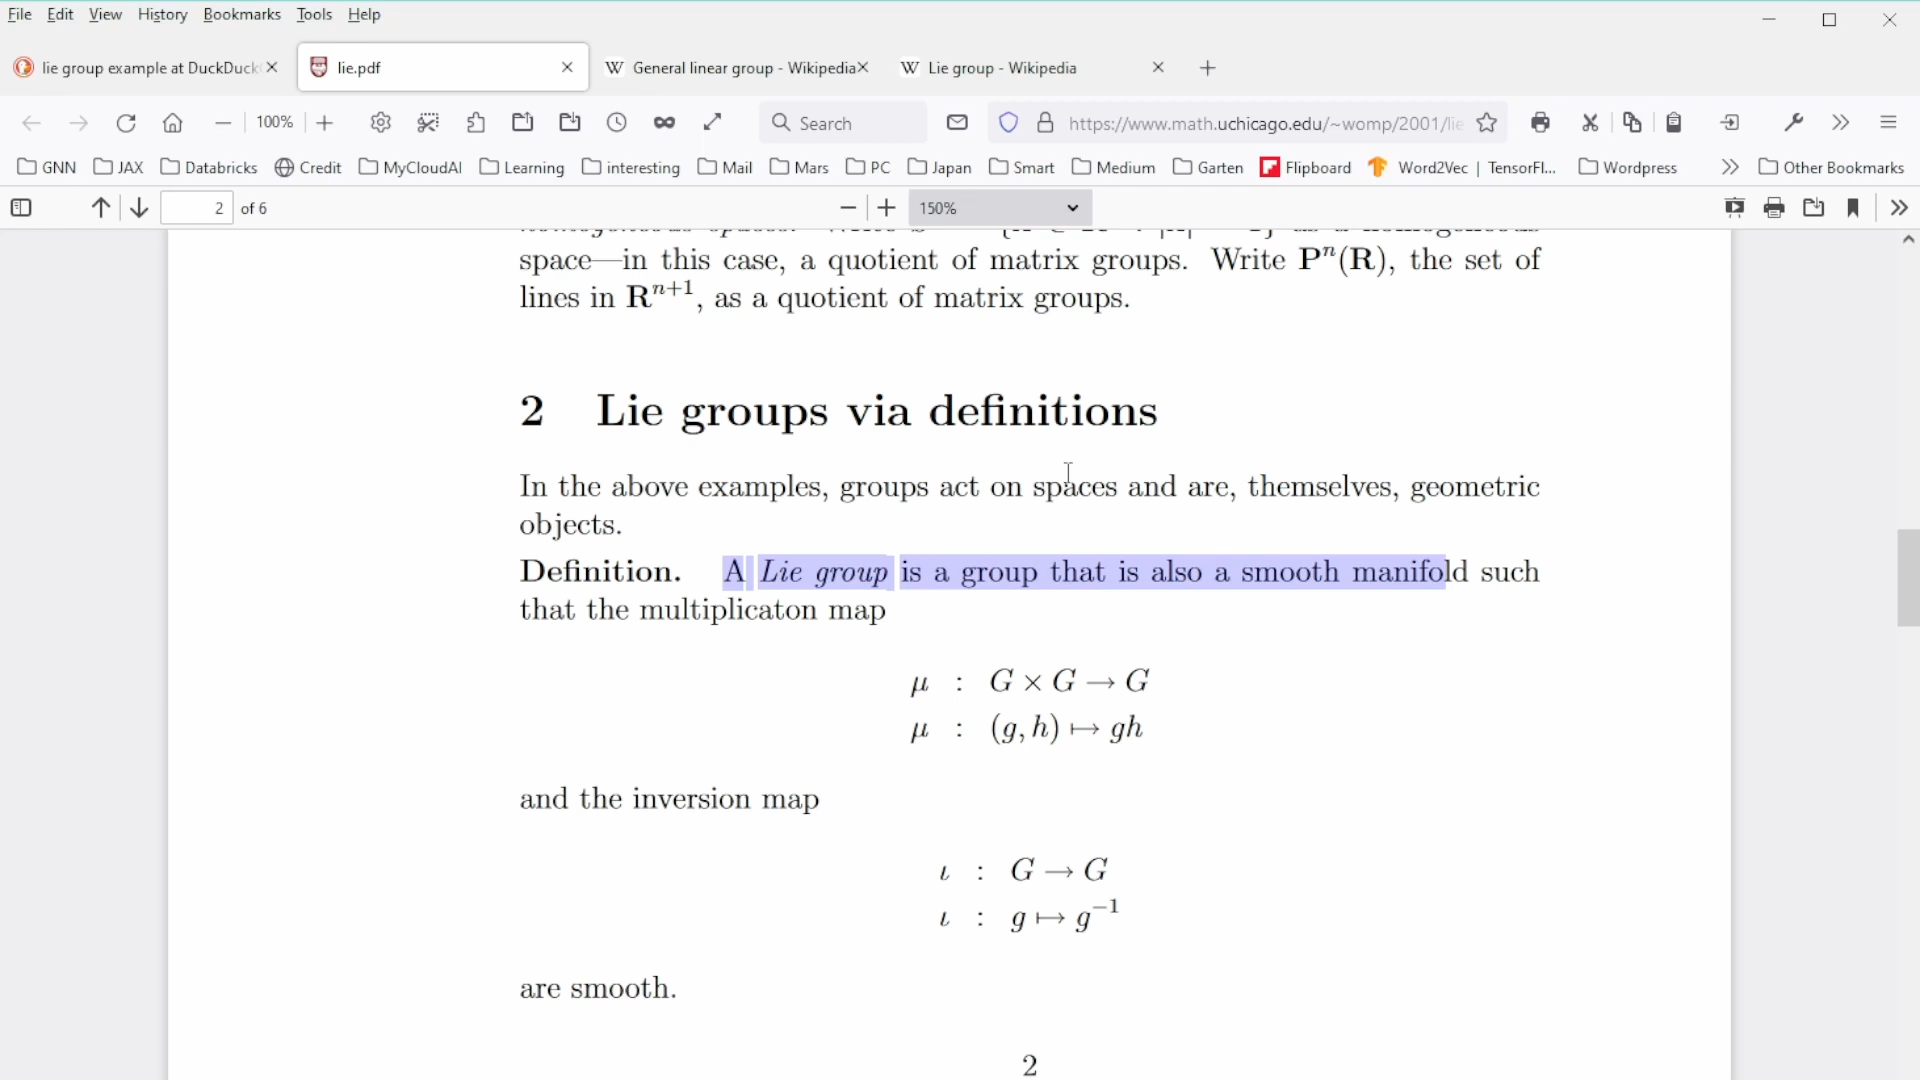 File Edit View History Bookmarks Tools Help
lie group example at DuckDuck
lie.pdf
General linear group - Wikipedia
Lie group - Wikipedia
100%
Search
https://www.math.uchicago.edu/~womp/2001/lie
GNN JAX Databricks Credit MyCloudAI Learning interesting Mail Mars PC Japan Smart Medium Garten Flipboard Word2Vec | TensorFl... Wordpress Other Bookmarks
2 of 6
150%
space—in this case, a quotient of matrix groups. Write Pⁿ(R), the set of
lines in Rⁿ⁺¹, as a quotient of matrix groups.
2 Lie groups via definitions
In the above examples, groups act on spaces and are, themselves, geometric
objects.
Definition. A Lie group is a group that is also a smooth manifold such
that the multiplicaton map
μ : G × G → G
μ : (g, h) ↦ gh
and the inversion map
ι : G → G
ι : g ↦ g⁻¹
are smooth.
2